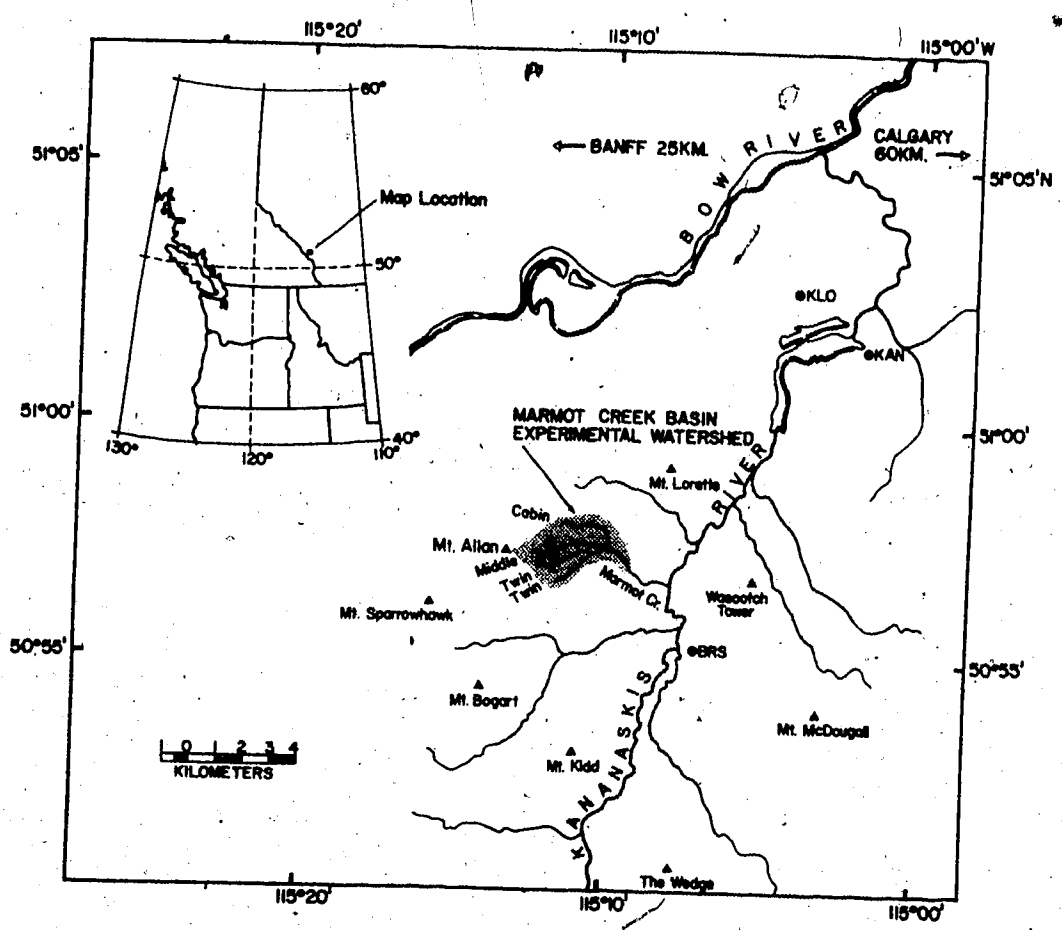 115°20'
115°10'
115°00'W
60°
51°05'
BANFF 25KM.
BOW RIVER
CALGARY
60KM.
51°05'N
Map Location
50°
KLO
KAN
51°00'
40°
130°
120°
110°
MARMOT CREEK BASIN
EXPERIMENTAL WATERSHED
51°00'
Mt. Lorette
Cabin
Mt. Allan
Middle
Twin
Twin
Marmot Cr.
Wasootch
Tower
Mt. Sparrowhawk
50°55'
BRS
50°55'
Mt. Bogart
Mt. McDougall
0 1 2 3 4
KILOMETERS
Mt. Kidd
KANANASKIS RIVER
The Wedge
115°20'
115°10'
115°00'